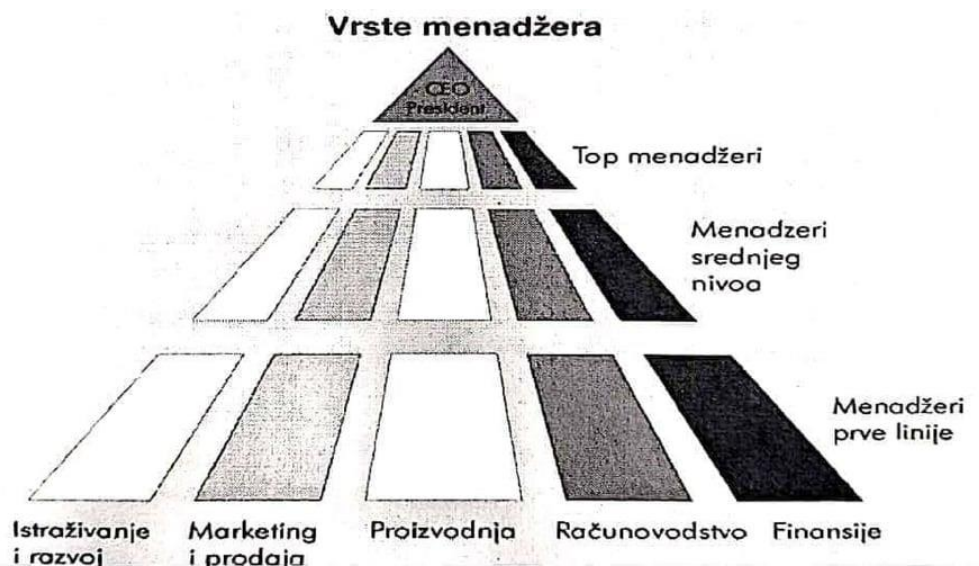 Vrste menadžera
CEO
President
Top menadžeri
Menadzeri
srednjeg
nivoa
Menadžeri
prve linije
Istraživanje
i razvoj
Marketing
i prodaja
Proizvodnja
Računovodstvo
Finansije